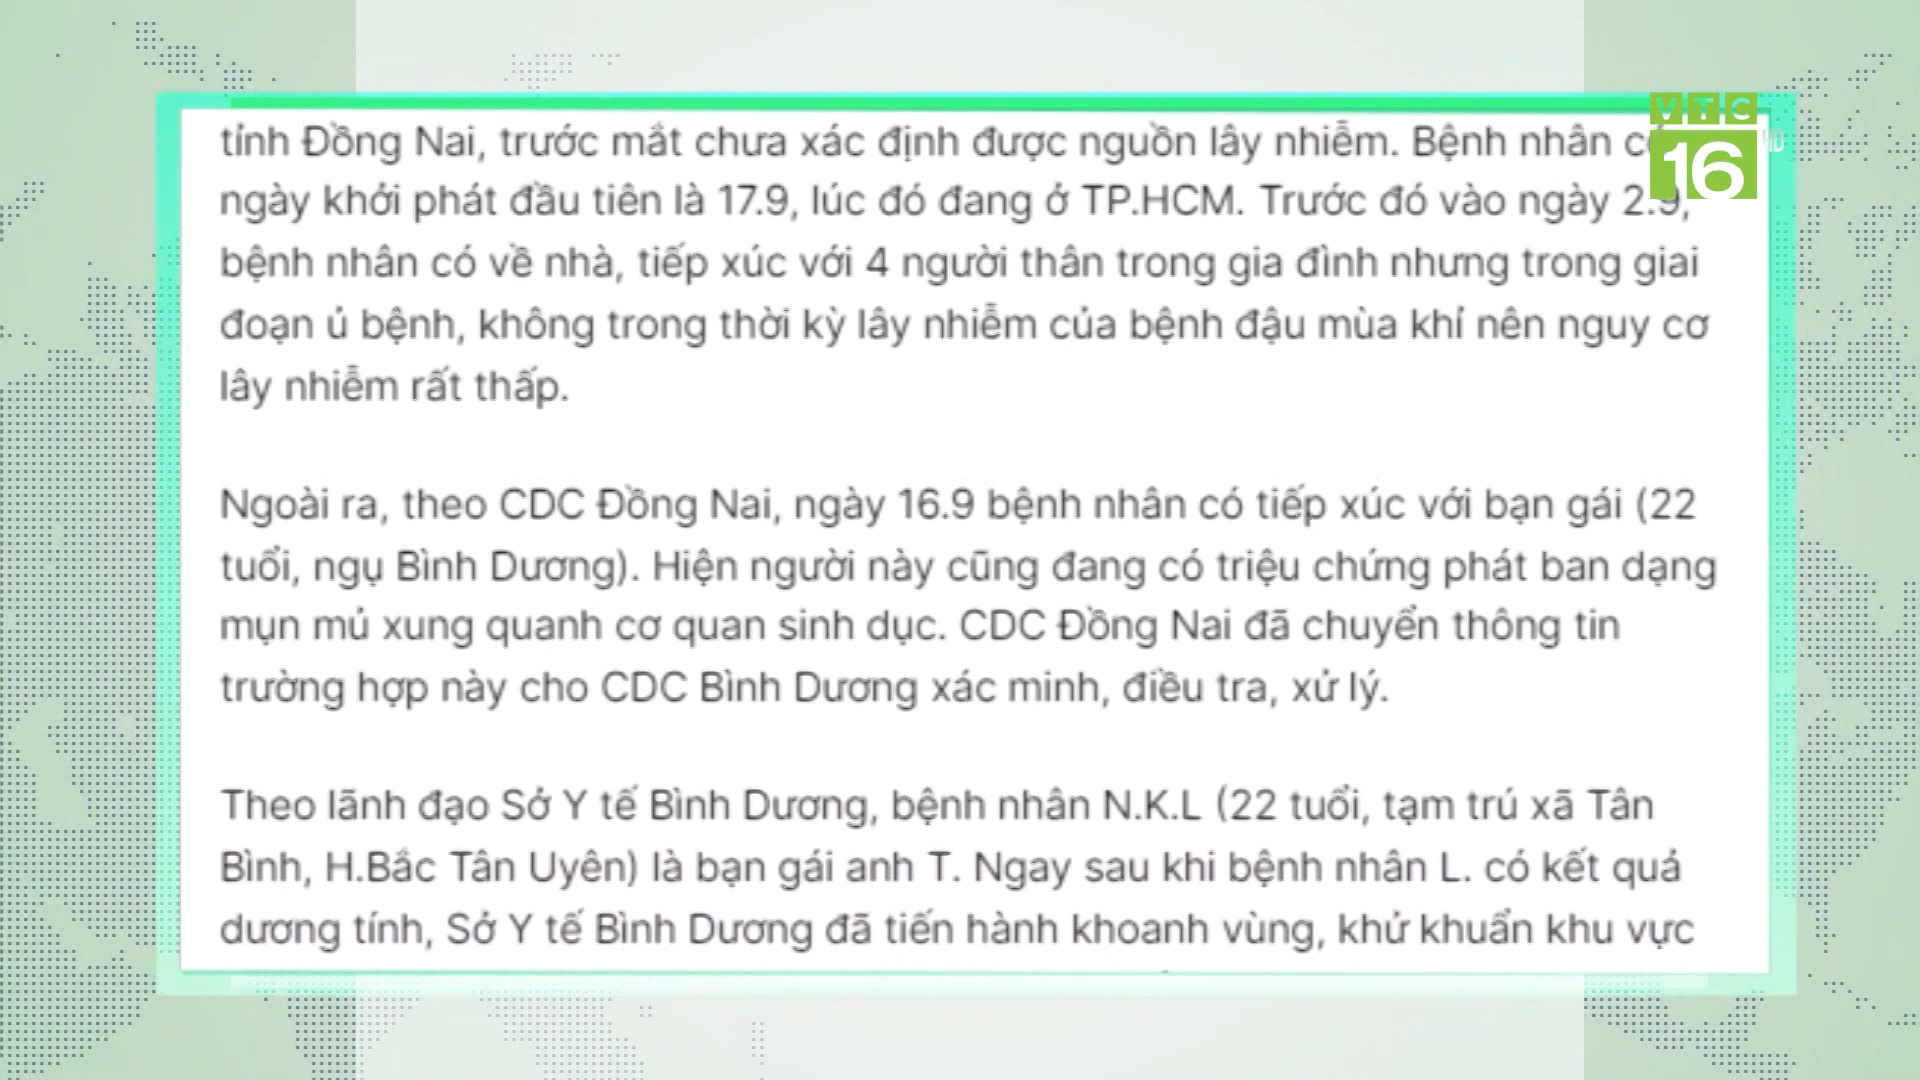 VTC
16
HD
tỉnh Đồng Nai, trước mắt chưa xác định được nguồn lây nhiễm. Bệnh nhân
ngày khởi phát đầu tiên là 17.9, lúc đó đang ở TP.HCM. Trước đó vào ngày 2.9,
bệnh nhân có về nhà, tiếp xúc với 4 người thân trong gia đình nhưng trong giai
đoạn ủ bệnh, không trong thời kỳ lây nhiễm của bệnh đậu mùa khỉ nên nguy cơ
lây nhiễm rất thấp.
Ngoài ra, theo CDC Đồng Nai, ngày 16.9 bệnh nhân có tiếp xúc với bạn gái (22
tuổi, ngụ Bình Dương). Hiện người này cũng đang có triệu chứng phát ban dạng
mụn mủ xung quanh cơ quan sinh dục. CDC Đồng Nai đã chuyển thông tin
trường hợp này cho CDC Bình Dương xác minh, điều tra, xử lý.
Theo lãnh đạo Sở Y tế Bình Dương, bệnh nhân N.K.L (22 tuổi, tạm trú xã Tân
Bình, H.Bắc Tân Uyên) là bạn gái anh T. Ngay sau khi bệnh nhân L. có kết quả
dương tính, Sở Y tế Bình Dương đã tiến hành khoanh vùng, khử khuẩn khu vực